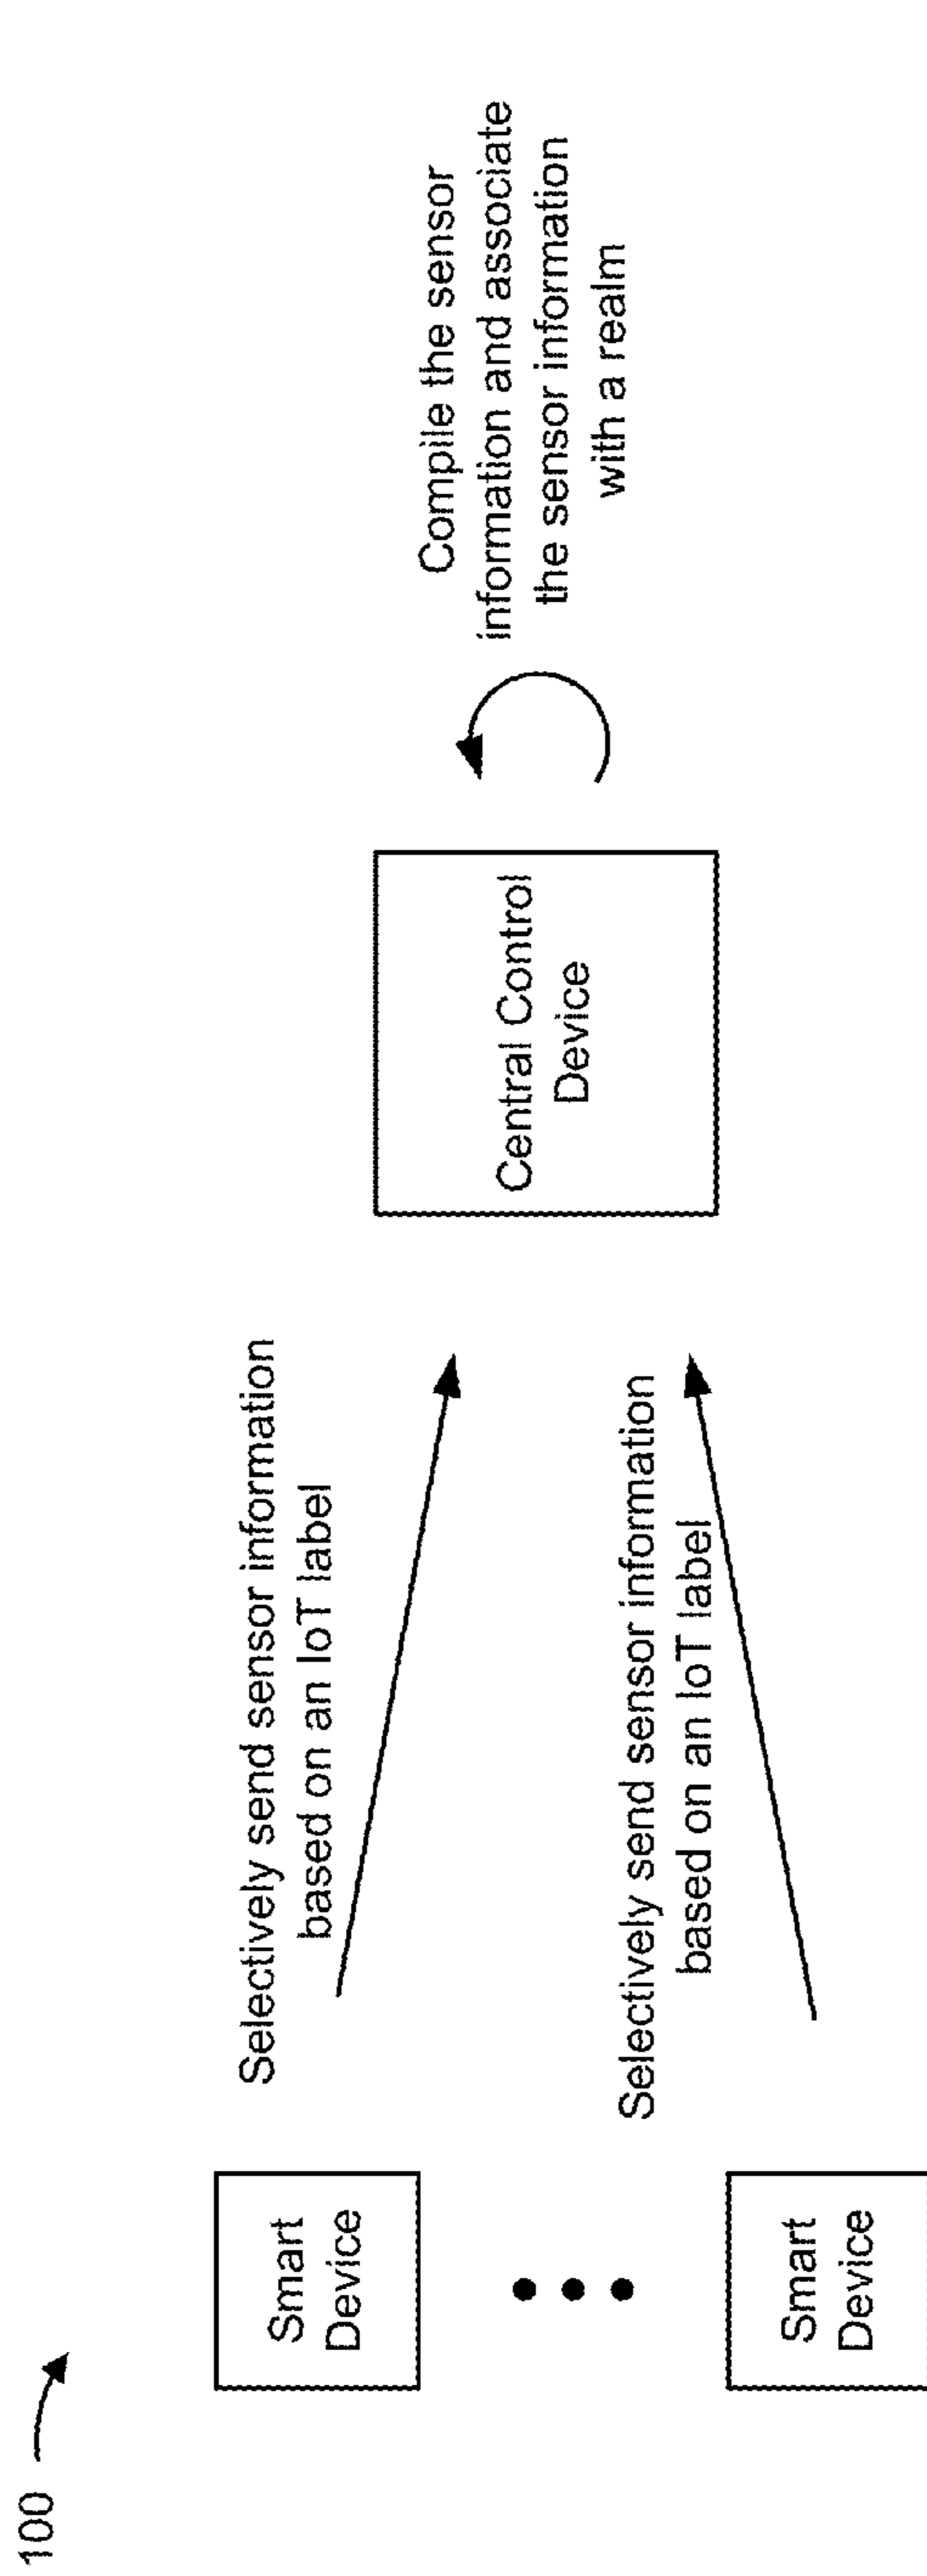 100
Smart
Device
Smart
Device
Selectively send sensor information
based on an IoT label
Selectively send sensor information
based on an IoT label
Central Control
Device
Compile the sensor
information and associate
the sensor information
with a realm